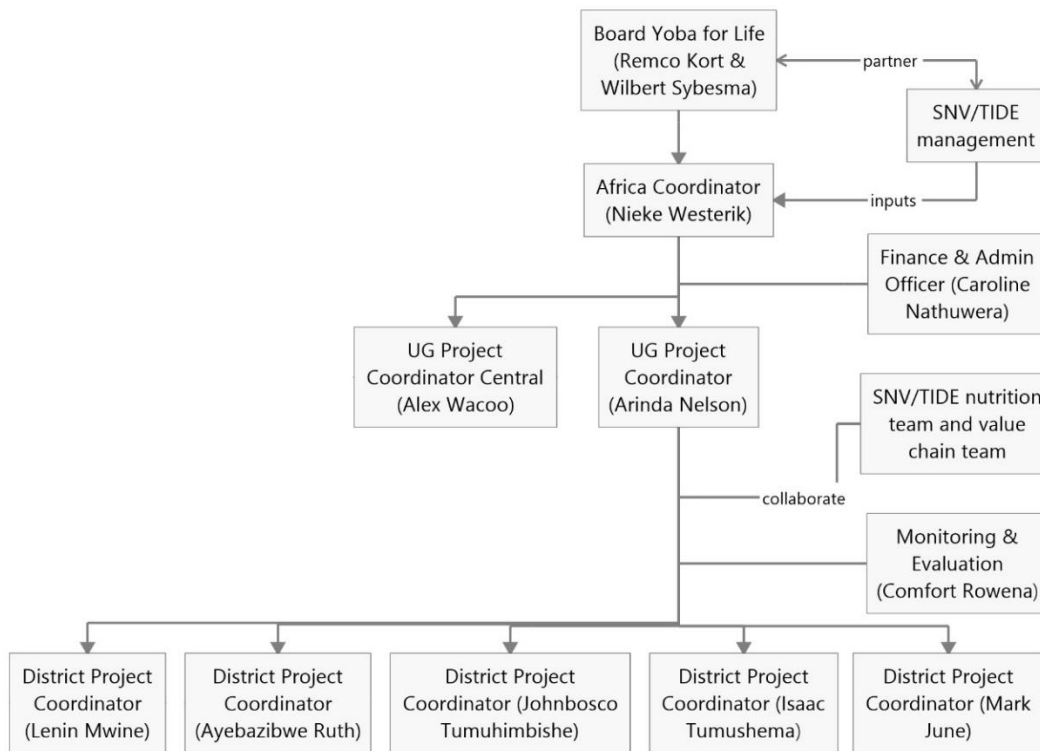 Board Yoba for Life
(Remco Kort &
Wilbert Sybesma)
partner
SNV/TIDE
management
Africa Coordinator
(Nieke Westerik)
inputs
Finance & Admin
Officer (Caroline
Nathuwera)
UG Project
Coordinator Central
(Alex Wacoo)
UG Project
Coordinator
(Arinda Nelson)
SNV/TIDE nutrition
team and value
chain team
collaborate
Monitoring &
Evaluation
(Comfort Rowena)
District Project
Coordinator
(Lenin Mwine)
District Project
Coordinator
(Ayebazibwe Ruth)
District Project
Coordinator (Johnbosco
Tumuhimbishe)
District Project
Coordinator (Isaac
Tumushema)
District Project
Coordinator (Mark
June)